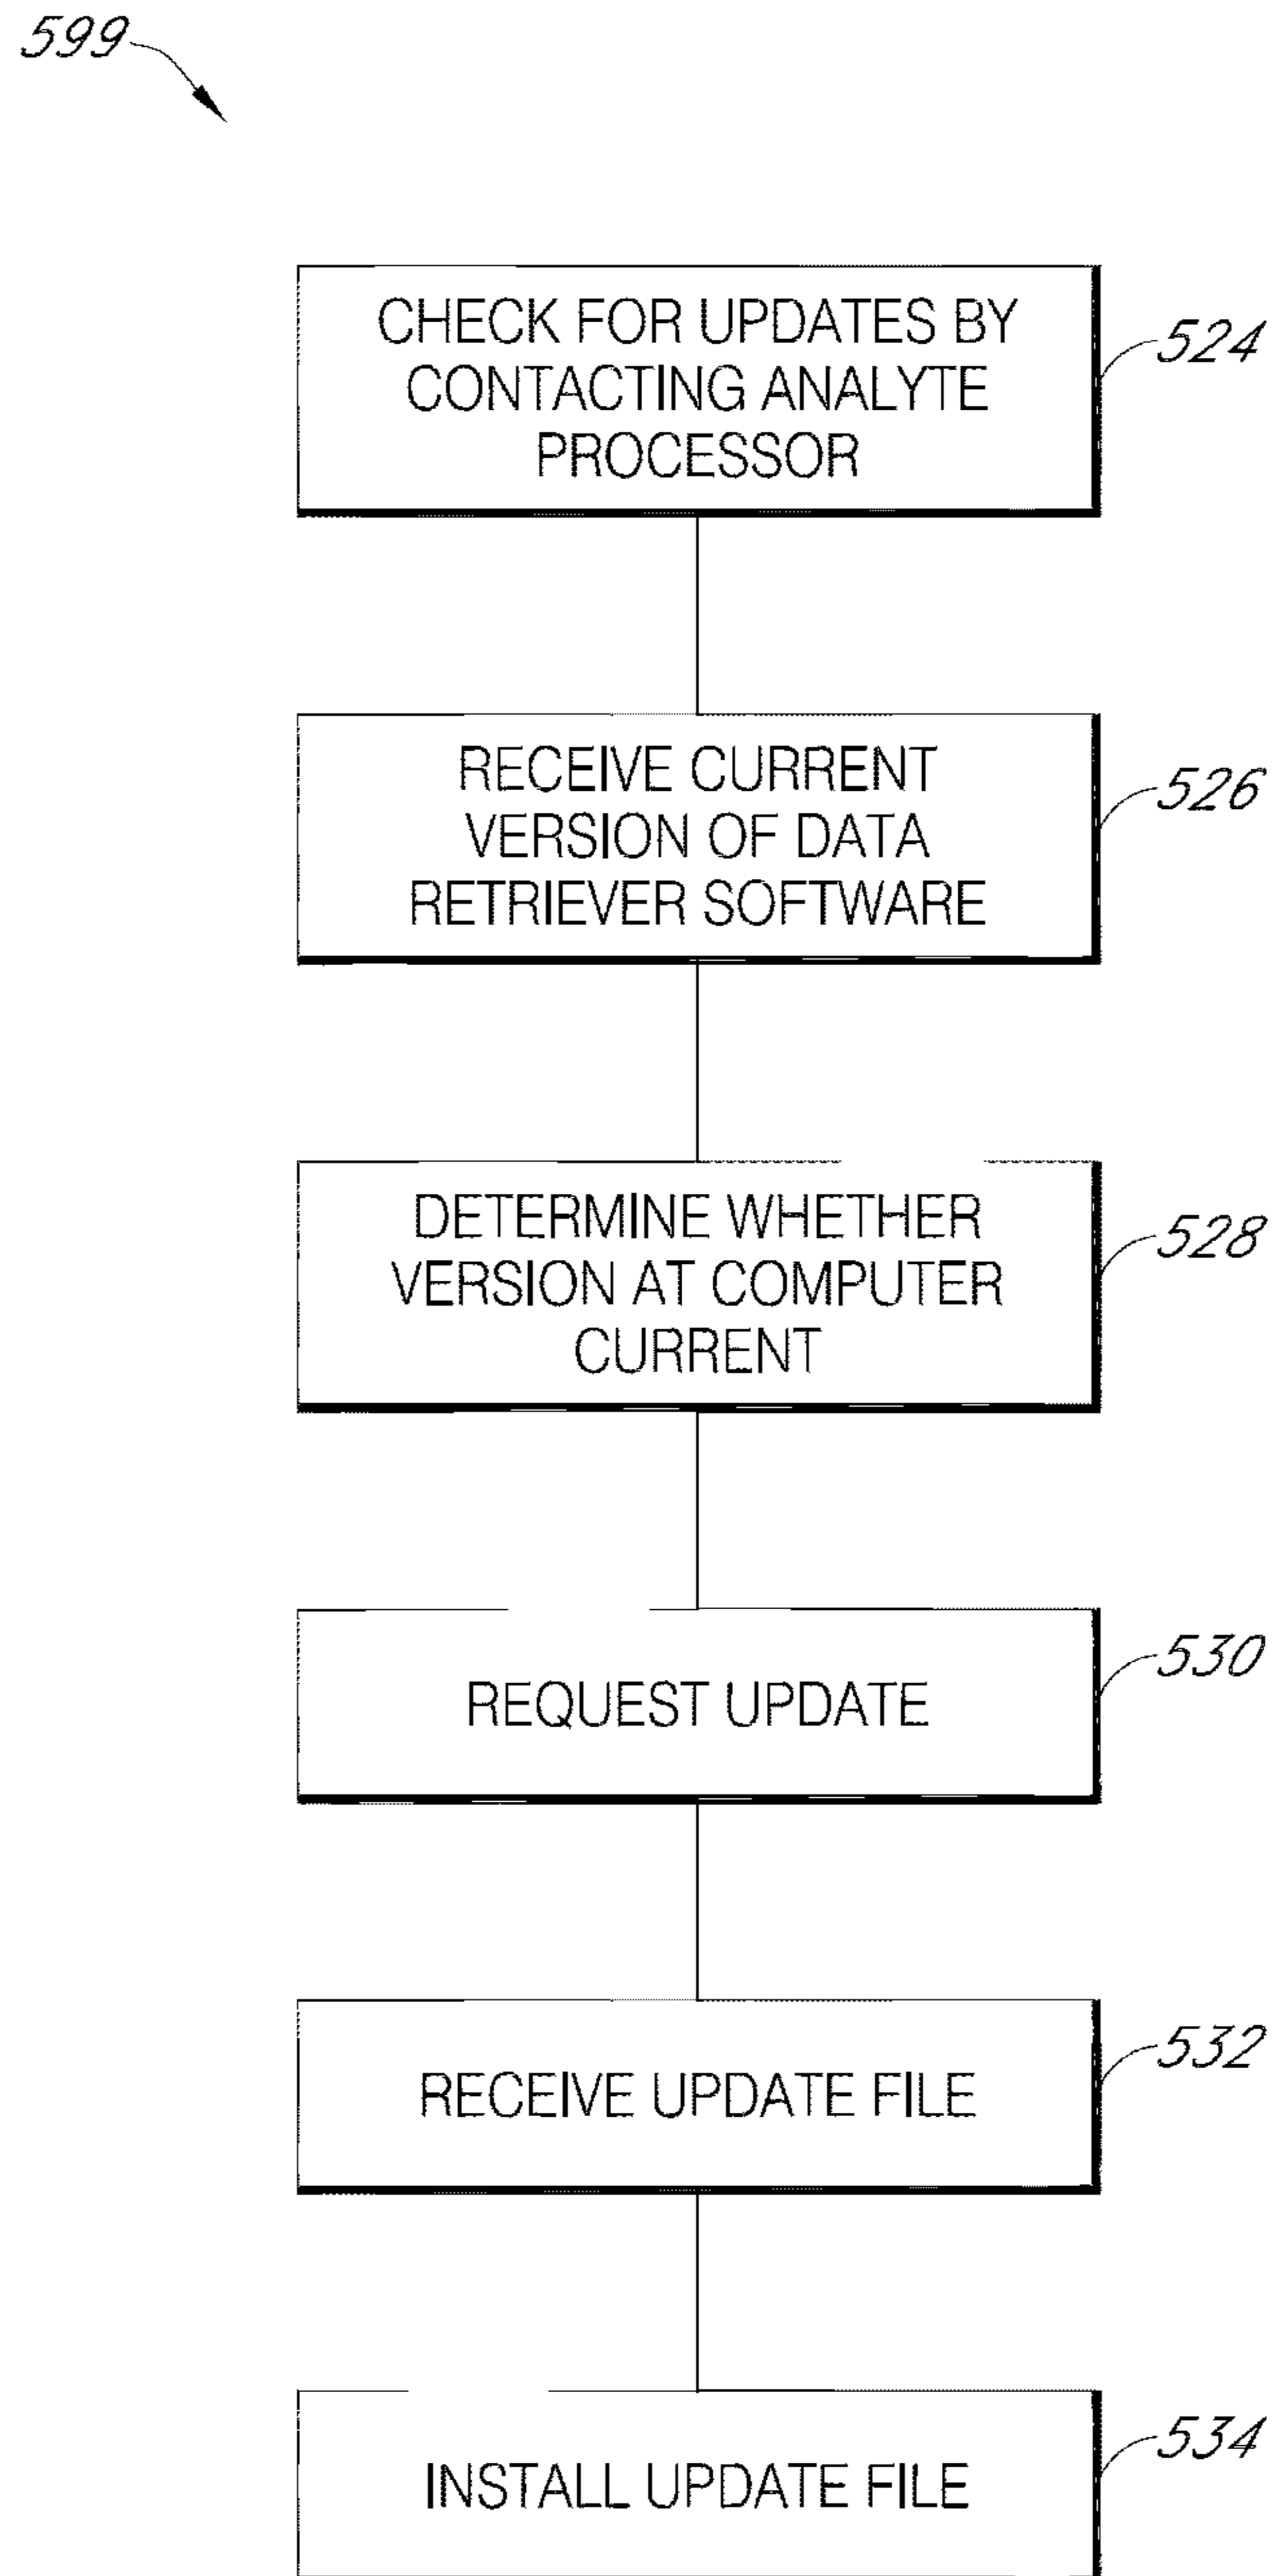 599
CHECK FOR UPDATES BY
CONTACTING ANALYTE
PROCESSOR
524
RECEIVE CURRENT
VERSION OF DATA
RETRIEVER SOFTWARE
526
DETERMINE WHETHER
VERSION AT COMPUTER
CURRENT
528
REQUEST UPDATE
530
RECEIVE UPDATE FILE
532
INSTALL UPDATE FILE
534